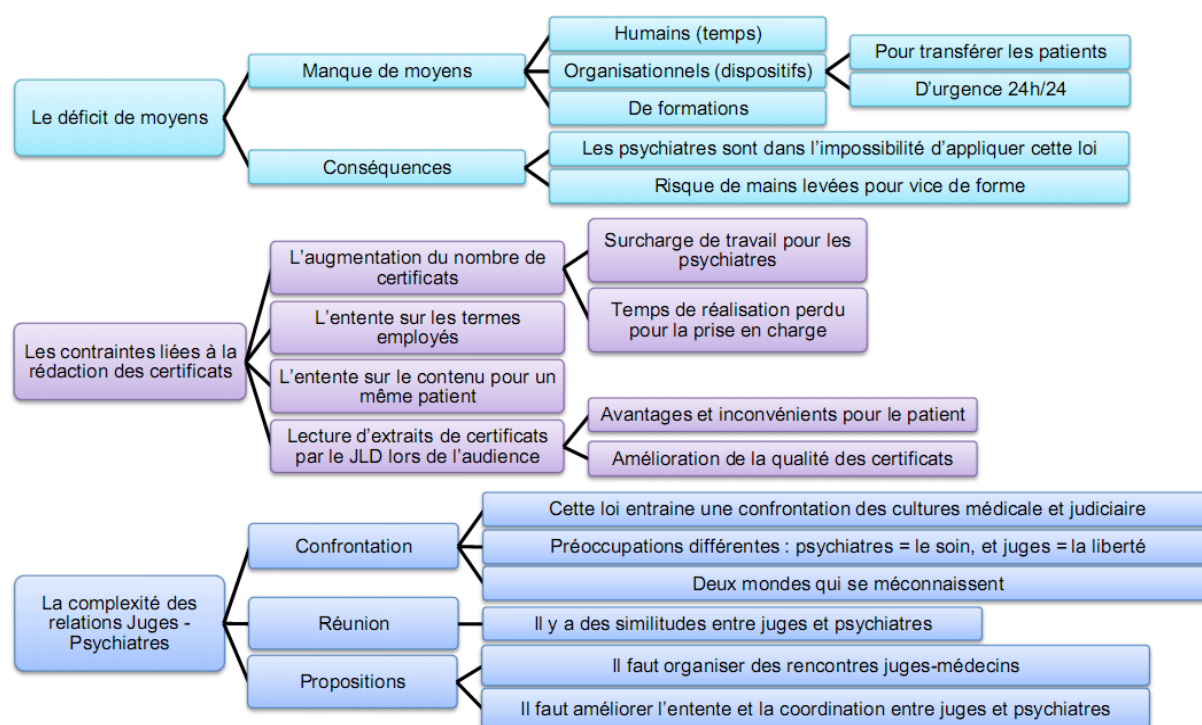 Le déficit de moyens
Manque de moyens
Humains (temps)
Organisationnels (dispositifs)
Pour transférer les patients
D'urgence 24h/24
De formations
Conséquences
Les psychiatres sont dans l'impossibilité d'appliquer cette loi
Risque de mains levées pour vice de forme
Les contraintes liées à la
rédaction des certificats
L'augmentation du nombre de
certificats
Surcharge de travail pour les
psychiatres
Temps de réalisation perdu
pour la prise en charge
L'entente sur les termes
employés
L'entente sur le contenu pour un
même patient
Lecture d'extraits de certificats
par le JLD lors de l'audience
Avantages et inconvénients pour le patient
Amélioration de la qualité des certificats
La complexité des
relations Juges -
Psychiatres
Confrontation
Cette loi entraine une confrontation des cultures médicale et judiciaire
Préoccupations différentes : psychiatres = le soin, et juges = la liberté
Deux mondes qui se méconnaissent
Réunion
Il y a des similitudes entre juges et psychiatres
Propositions
Il faut organiser des rencontres juges-médecins
Il faut améliorer l'entente et la coordination entre juges et psychiatres